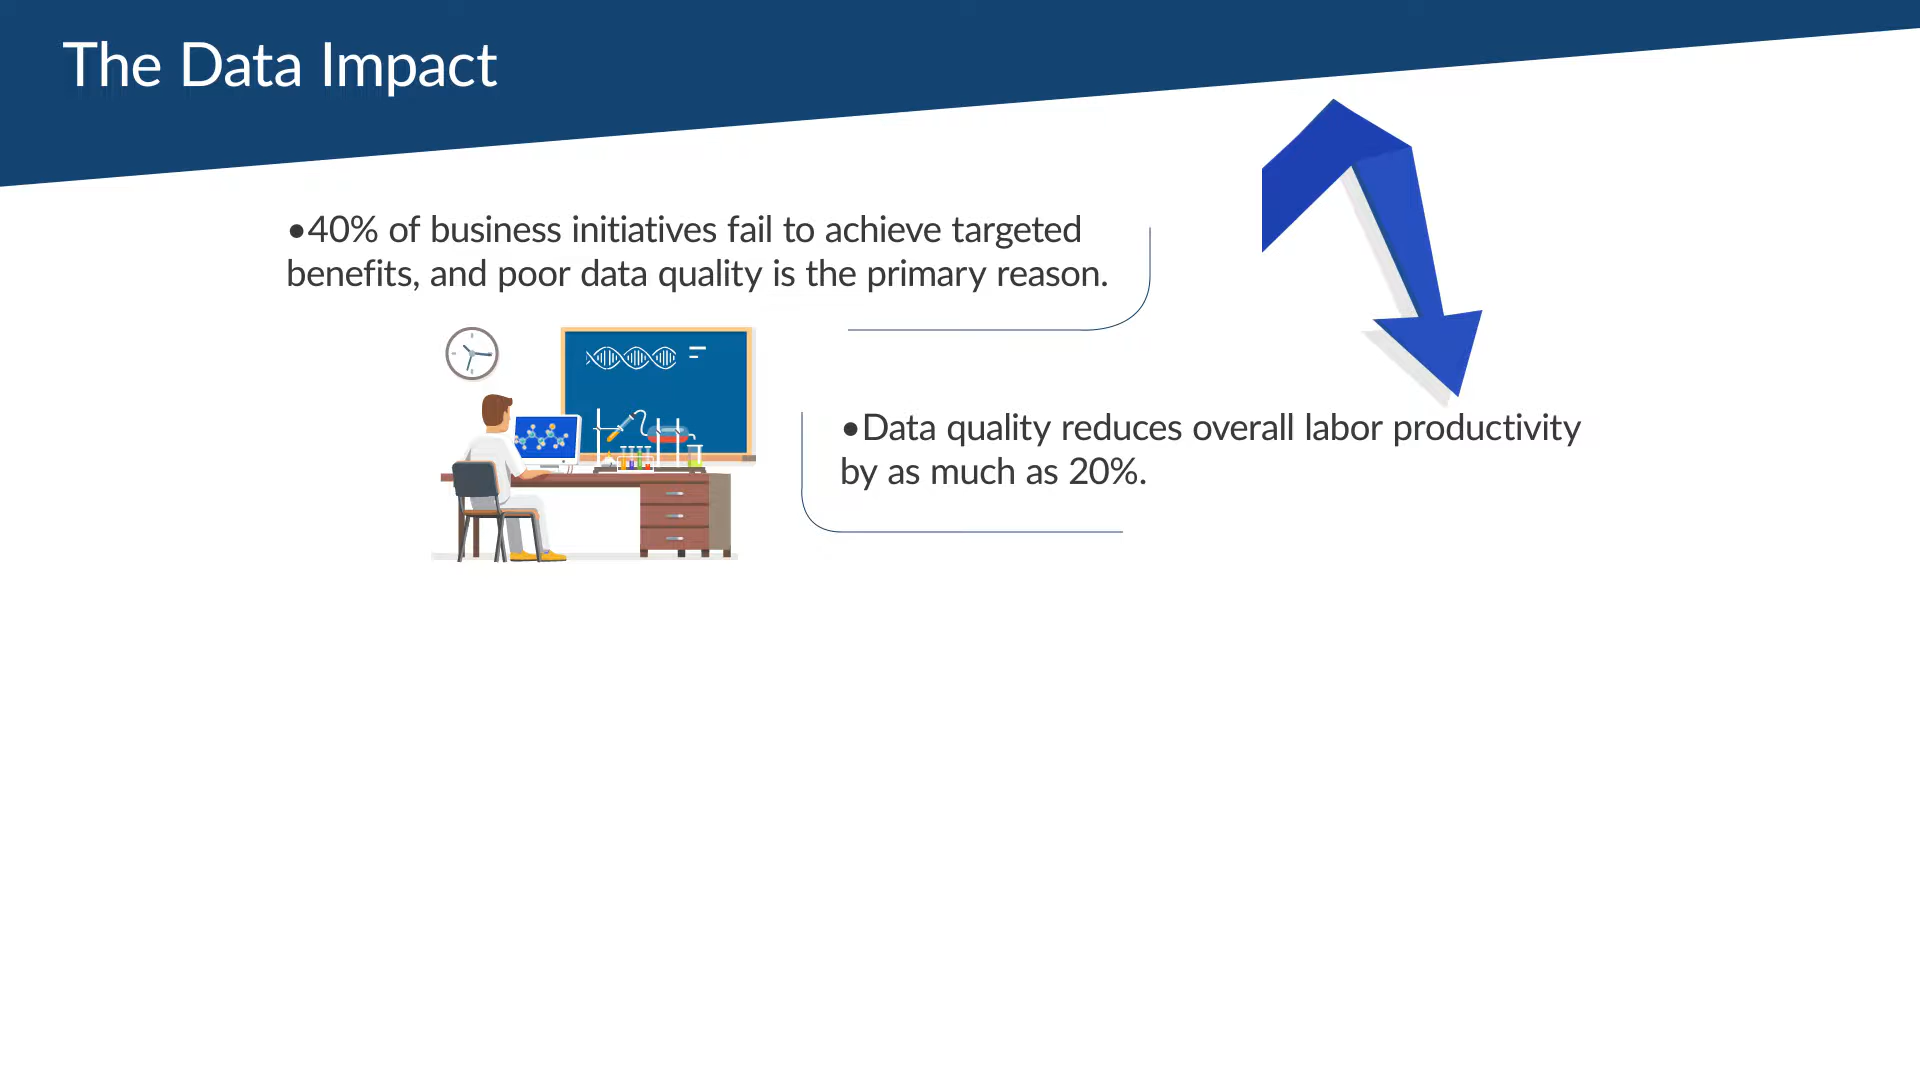 The Data Impact
•40% of business initiatives fail to achieve targeted
benefits, and poor data quality is the primary reason.
•Data quality reduces overall labor productivity
by as much as 20%.